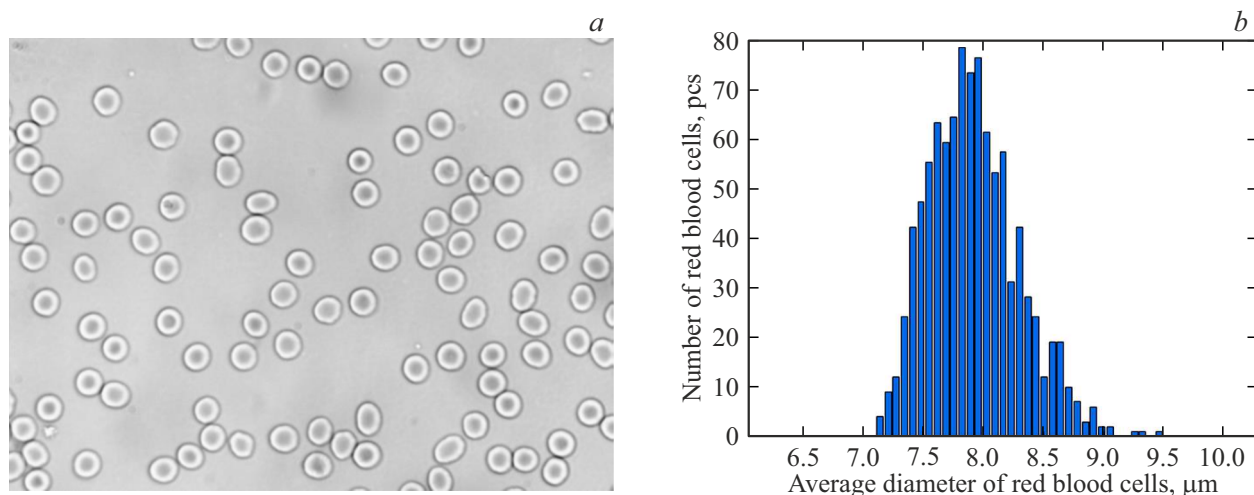 a
b
80
70
60
50
40
30
20
10
0
Number of red blood cells, pcs
6.5 7.0 7.5 8.0 8.5 9.0 9.5 10.0
Average diameter of red blood cells, μm